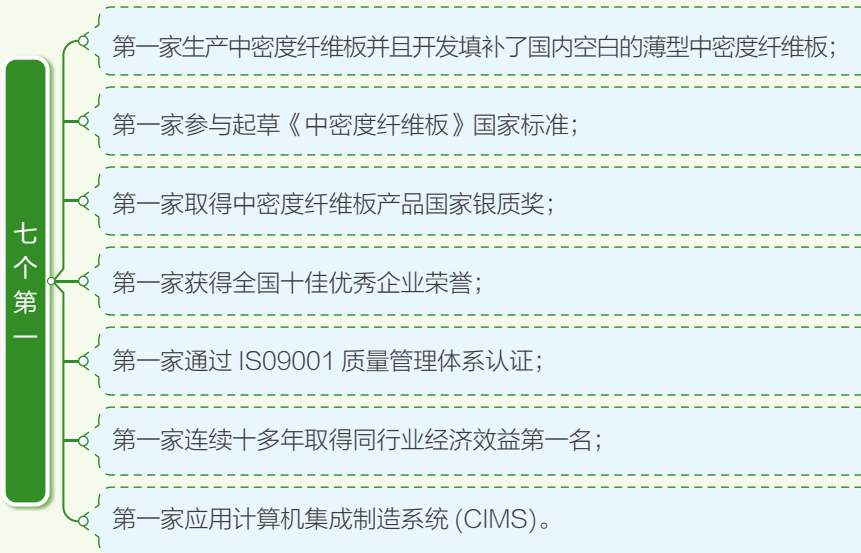 七个第一
第一家生产中密度纤维板并且开发填补了国内空白的薄型中密度纤维板；
第一家参与起草《中密度纤维板》国家标准；
第一家取得中密度纤维板产品国家银质奖；
第一家获得全国十佳优秀企业荣誉；
第一家通过 IS09001 质量管理体系认证；
第一家连续十多年取得同行业经济效益第一名；
第一家应用计算机集成制造系统 (CIMS)。